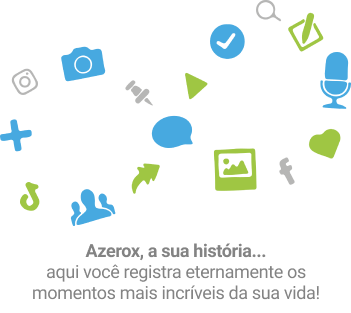 Azerox, a sua história...
aqui você registra eternamente os
momentos mais incríveis da sua vida!